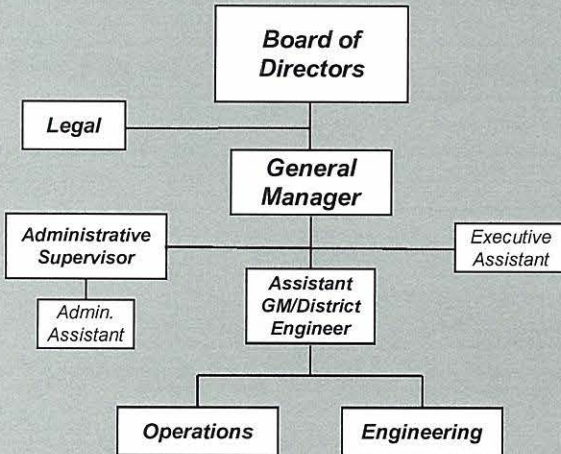 Board of
Directors
Legal
General
Manager
Administrative
Supervisor
Executive
Assistant
Admin.
Assistant
Assistant
GM/District
Engineer
Operations
Engineering